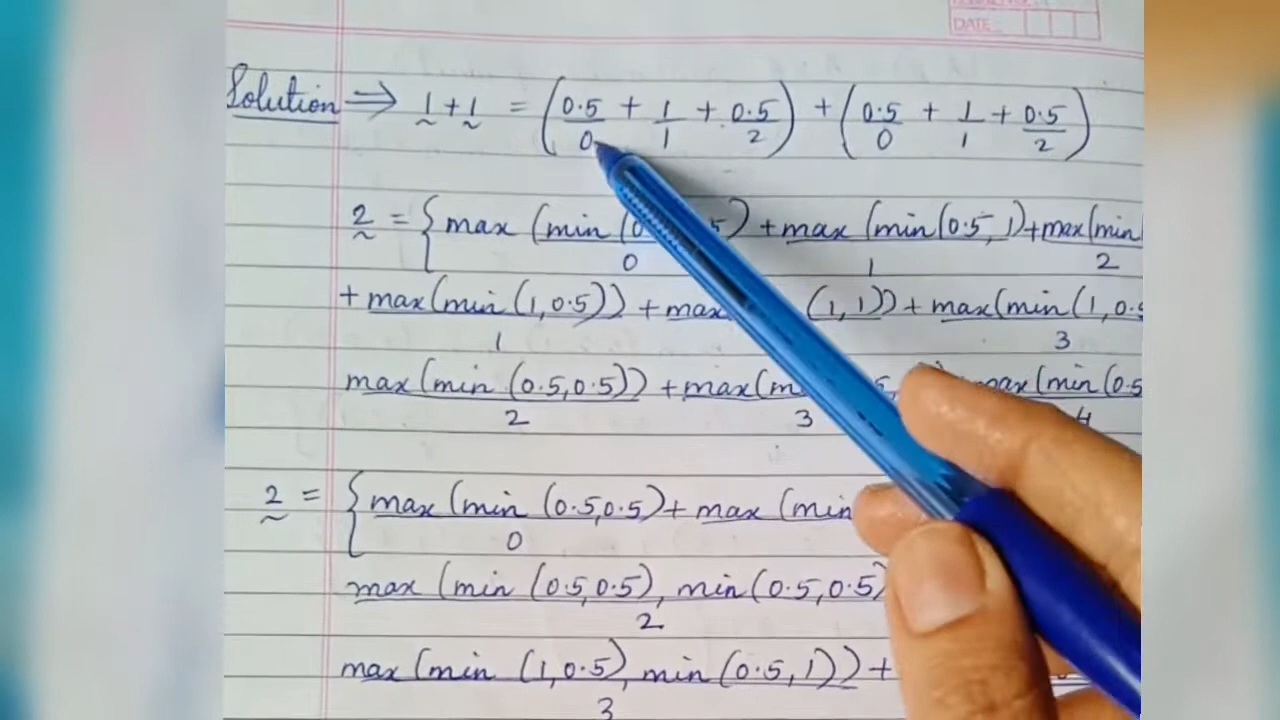 DATE
Solution ⇒ 1 + 1 = (0.5/0 + 1/1 + 0.5/2) + (0.5/0 + 1/1 + 0.5/2)
2 = { max (min (0 5) + max (min (0.5, 1) + max (min
0 1 2
+ max (min (1, 0.5)) + max (1, 1)) + max (min (1, 0.5
1 3
max (min (0.5, 0.5)) + max (m max (min (0.5
2 3 4
2 = { max (min (0.5, 0.5) + max (min
0
max (min (0.5, 0.5), min (0.5, 0.5)
2
max (min (1, 0.5), min (0.5, 1)) +
3